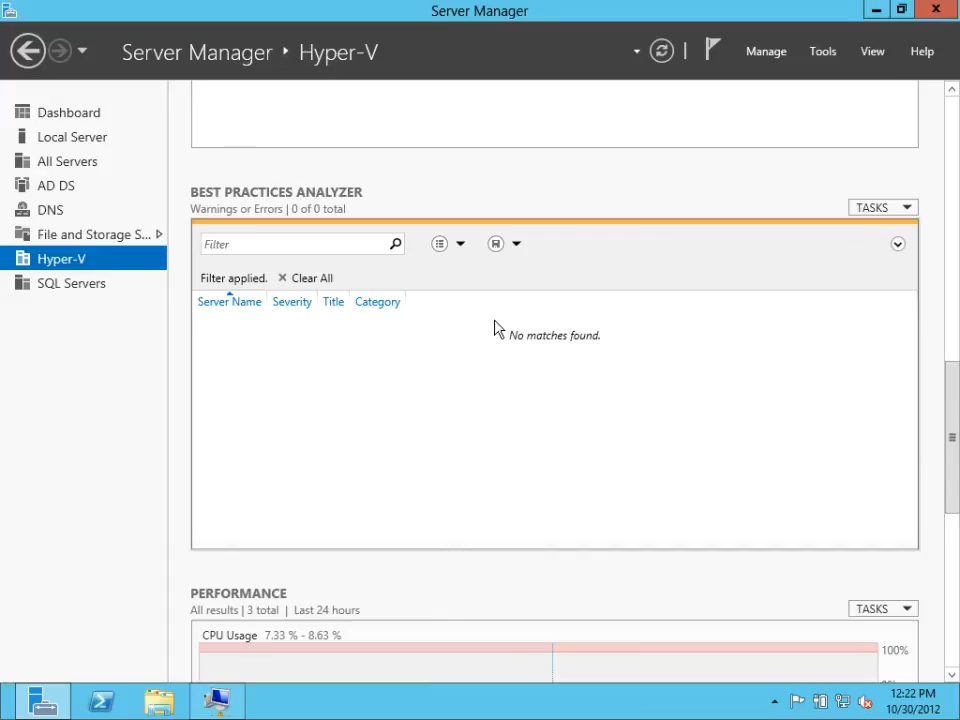 Server Manager
Server Manager ‣ Hyper-V
Manage Tools View Help
Dashboard
Local Server
All Servers
AD DS
DNS
File and Storage S...
Hyper-V
SQL Servers
BEST PRACTICES ANALYZER
Warnings or Errors | 0 of 0 total
TASKS
Filter
Filter applied. ✕ Clear All
Server Name Severity Title Category
No matches found.
PERFORMANCE
All results | 3 total | Last 24 hours
TASKS
CPU Usage 7.33 % - 8.63 %
100%
12:22 PM
10/30/2012